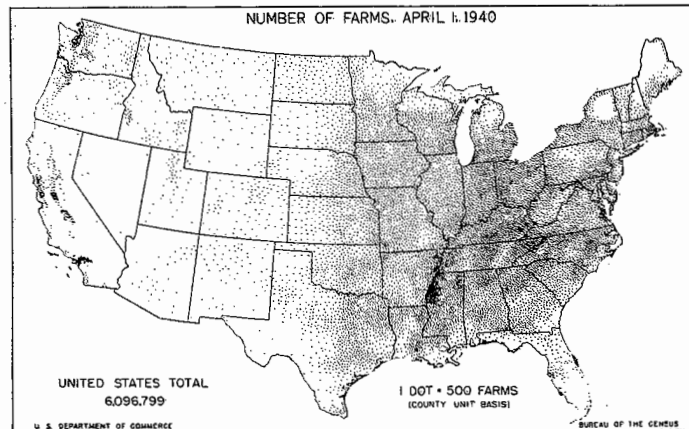 NUMBER OF FARMS, APRIL 1, 1940
UNITED STATES TOTAL
6,096,799
1 DOT = 500 FARMS
(COUNTY UNIT BASIS)
U. S. DEPARTMENT OF COMMERCE
BUREAU OF THE CENSUS